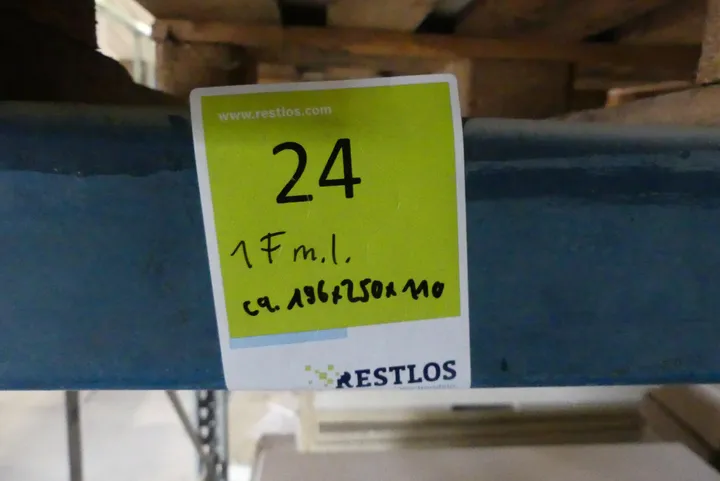 www.restlos.com
24
1 F m.l.
ca. 196x250x110
RESTLOS